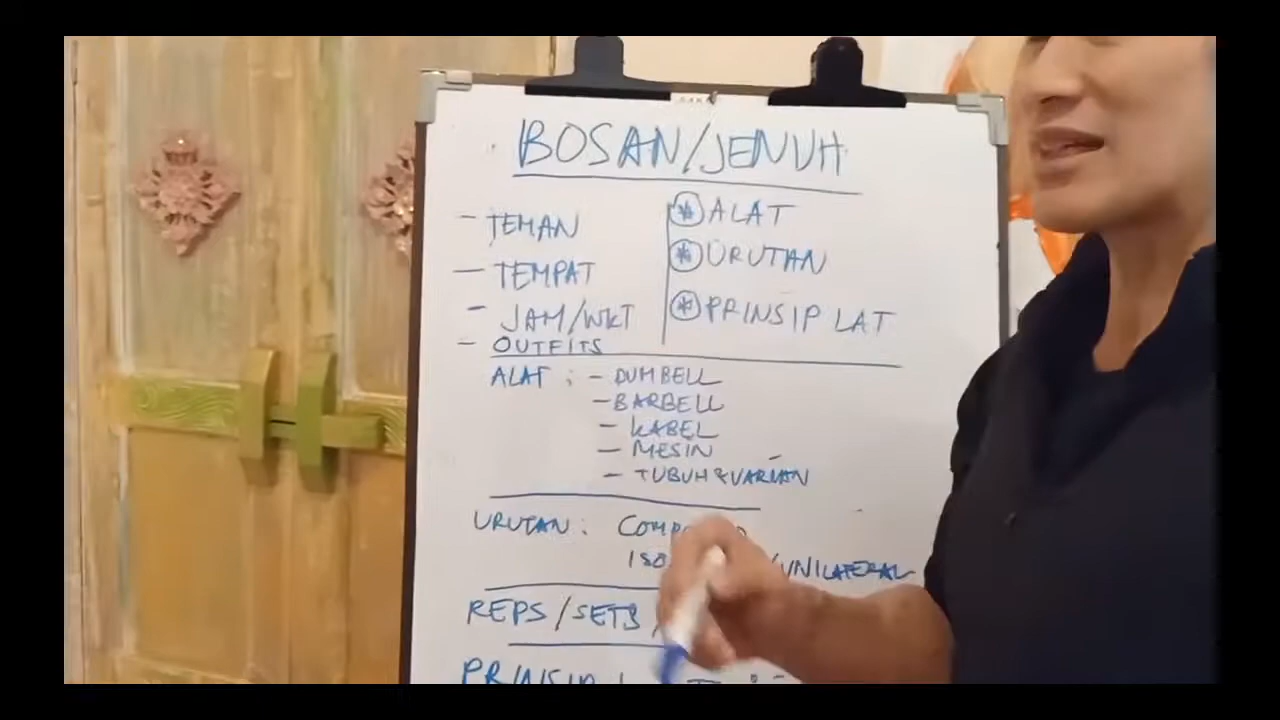 BOSAN/JENUH
- TEMAN
- TEMPAT
- JAM/WKT
- OUTFITS
* ALAT
* URUTAN
* PRINSIP LAT
ALAT : - DUMBELL
- BARBELL
- KABEL
- MESIN
- TUBUH & VARIAN
URUTAN :
/UNILATERAL
REPS/SETS/
PRINSIP